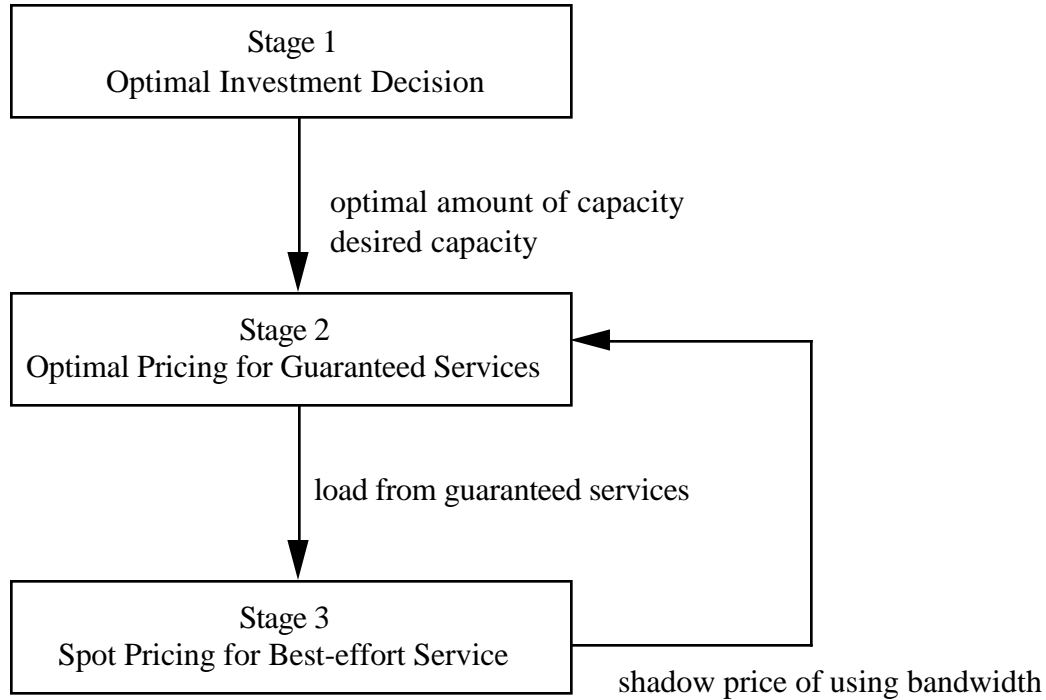 Stage 1
Optimal Investment Decision
optimal amount of capacity
desired capacity
Stage 2
Optimal Pricing for Guaranteed Services
load from guaranteed services
Stage 3
Spot Pricing for Best-effort Service
shadow price of using bandwidth